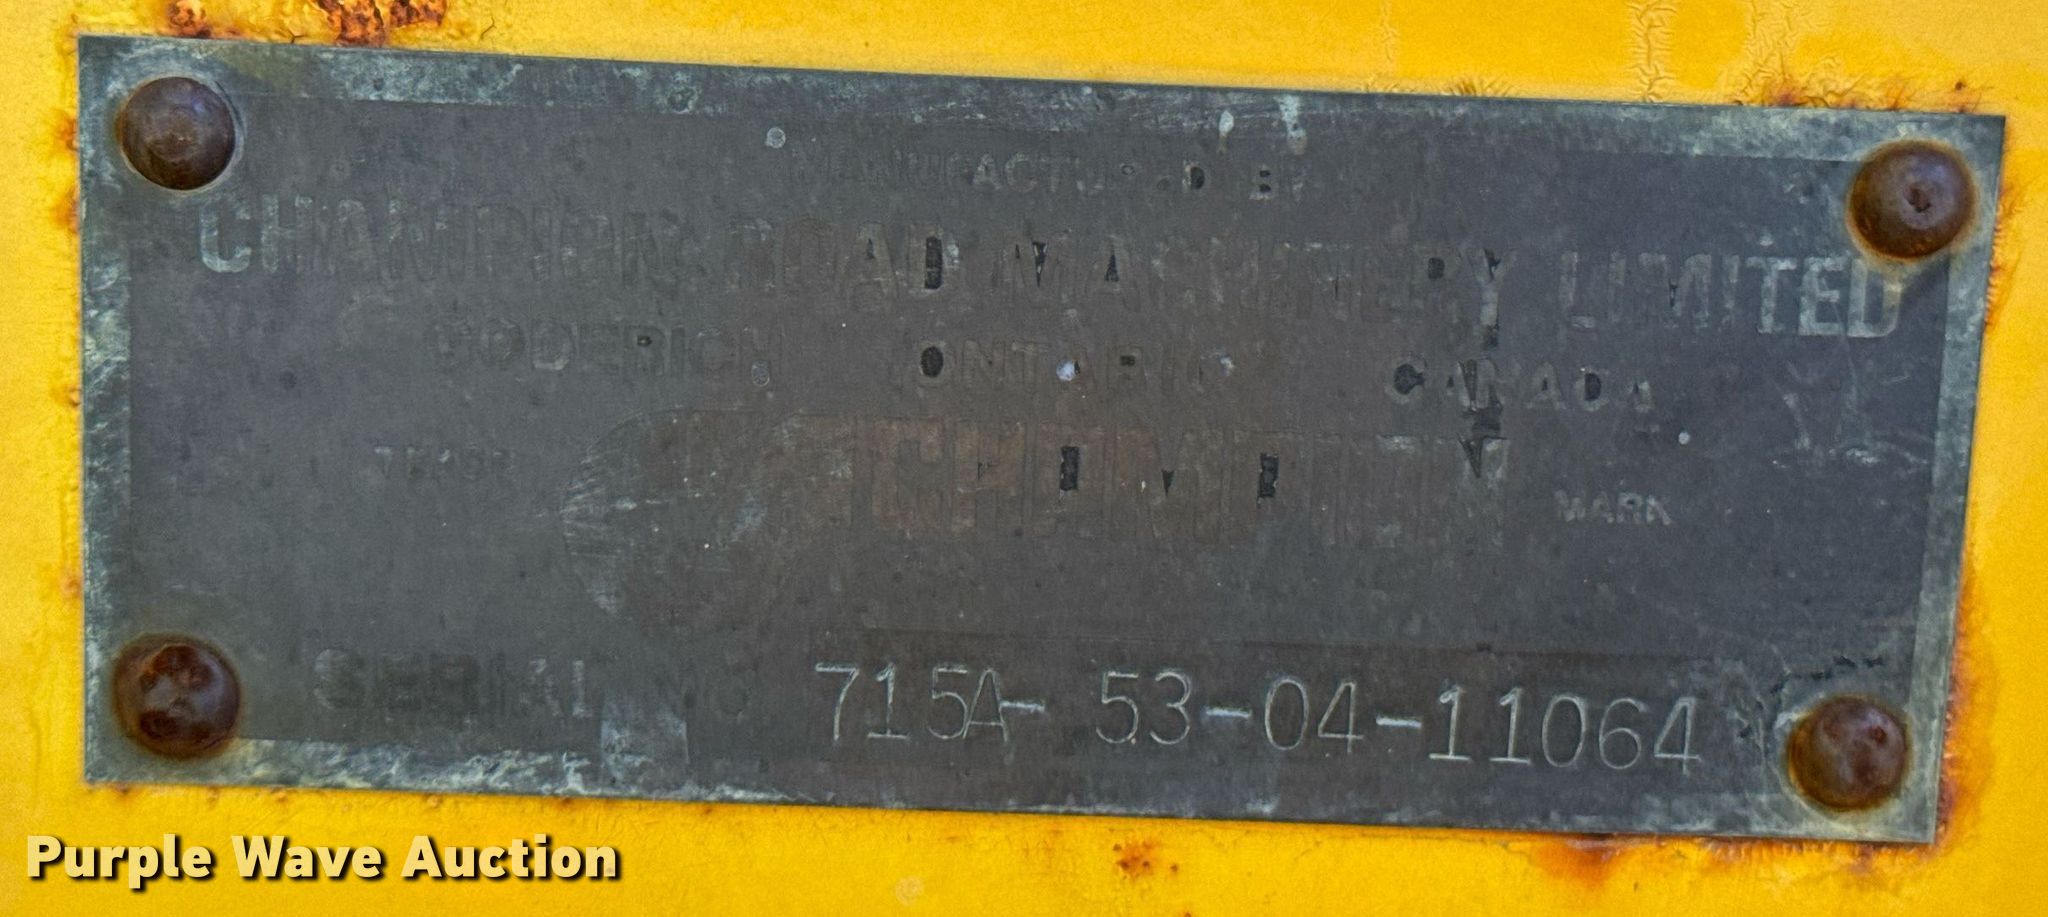 MANUFACTURED BY
CHAMPION ROAD MACHINERY LIMITED
GODERICH ONTARIO CANADA
TRADE CHAMPION MARK
SERIAL NO 715A-53-04-11064
Purple Wave Auction